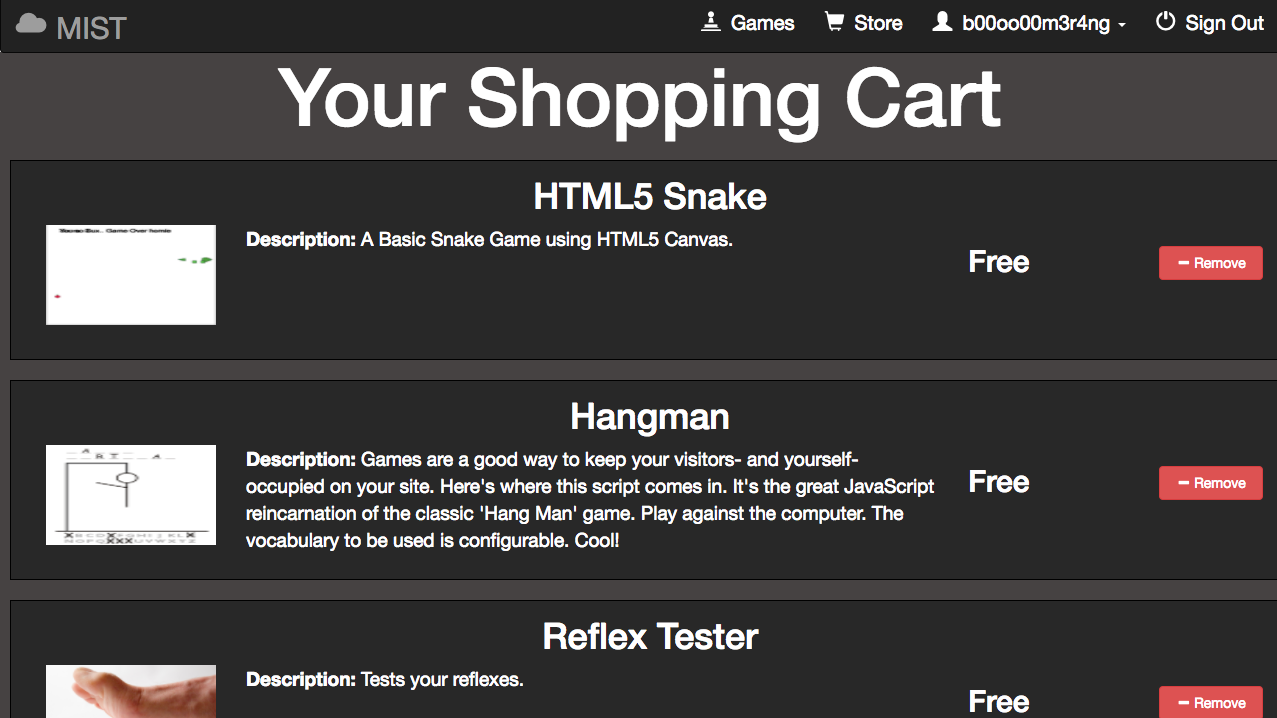 MIST
Games
Store
b00oo00m3r4ng
Sign Out
Your Shopping Cart
HTML5 Snake
Game Over homie
Description: A Basic Snake Game using HTML5 Canvas.
Free
Remove
Hangman
Description: Games are a good way to keep your visitors- and yourself-
occupied on your site. Here's where this script comes in. It's the great JavaScript
reincarnation of the classic 'Hang Man' game. Play against the computer. The
vocabulary to be used is configurable. Cool!
Free
Remove
Reflex Tester
Description: Tests your reflexes.
Free
Remove